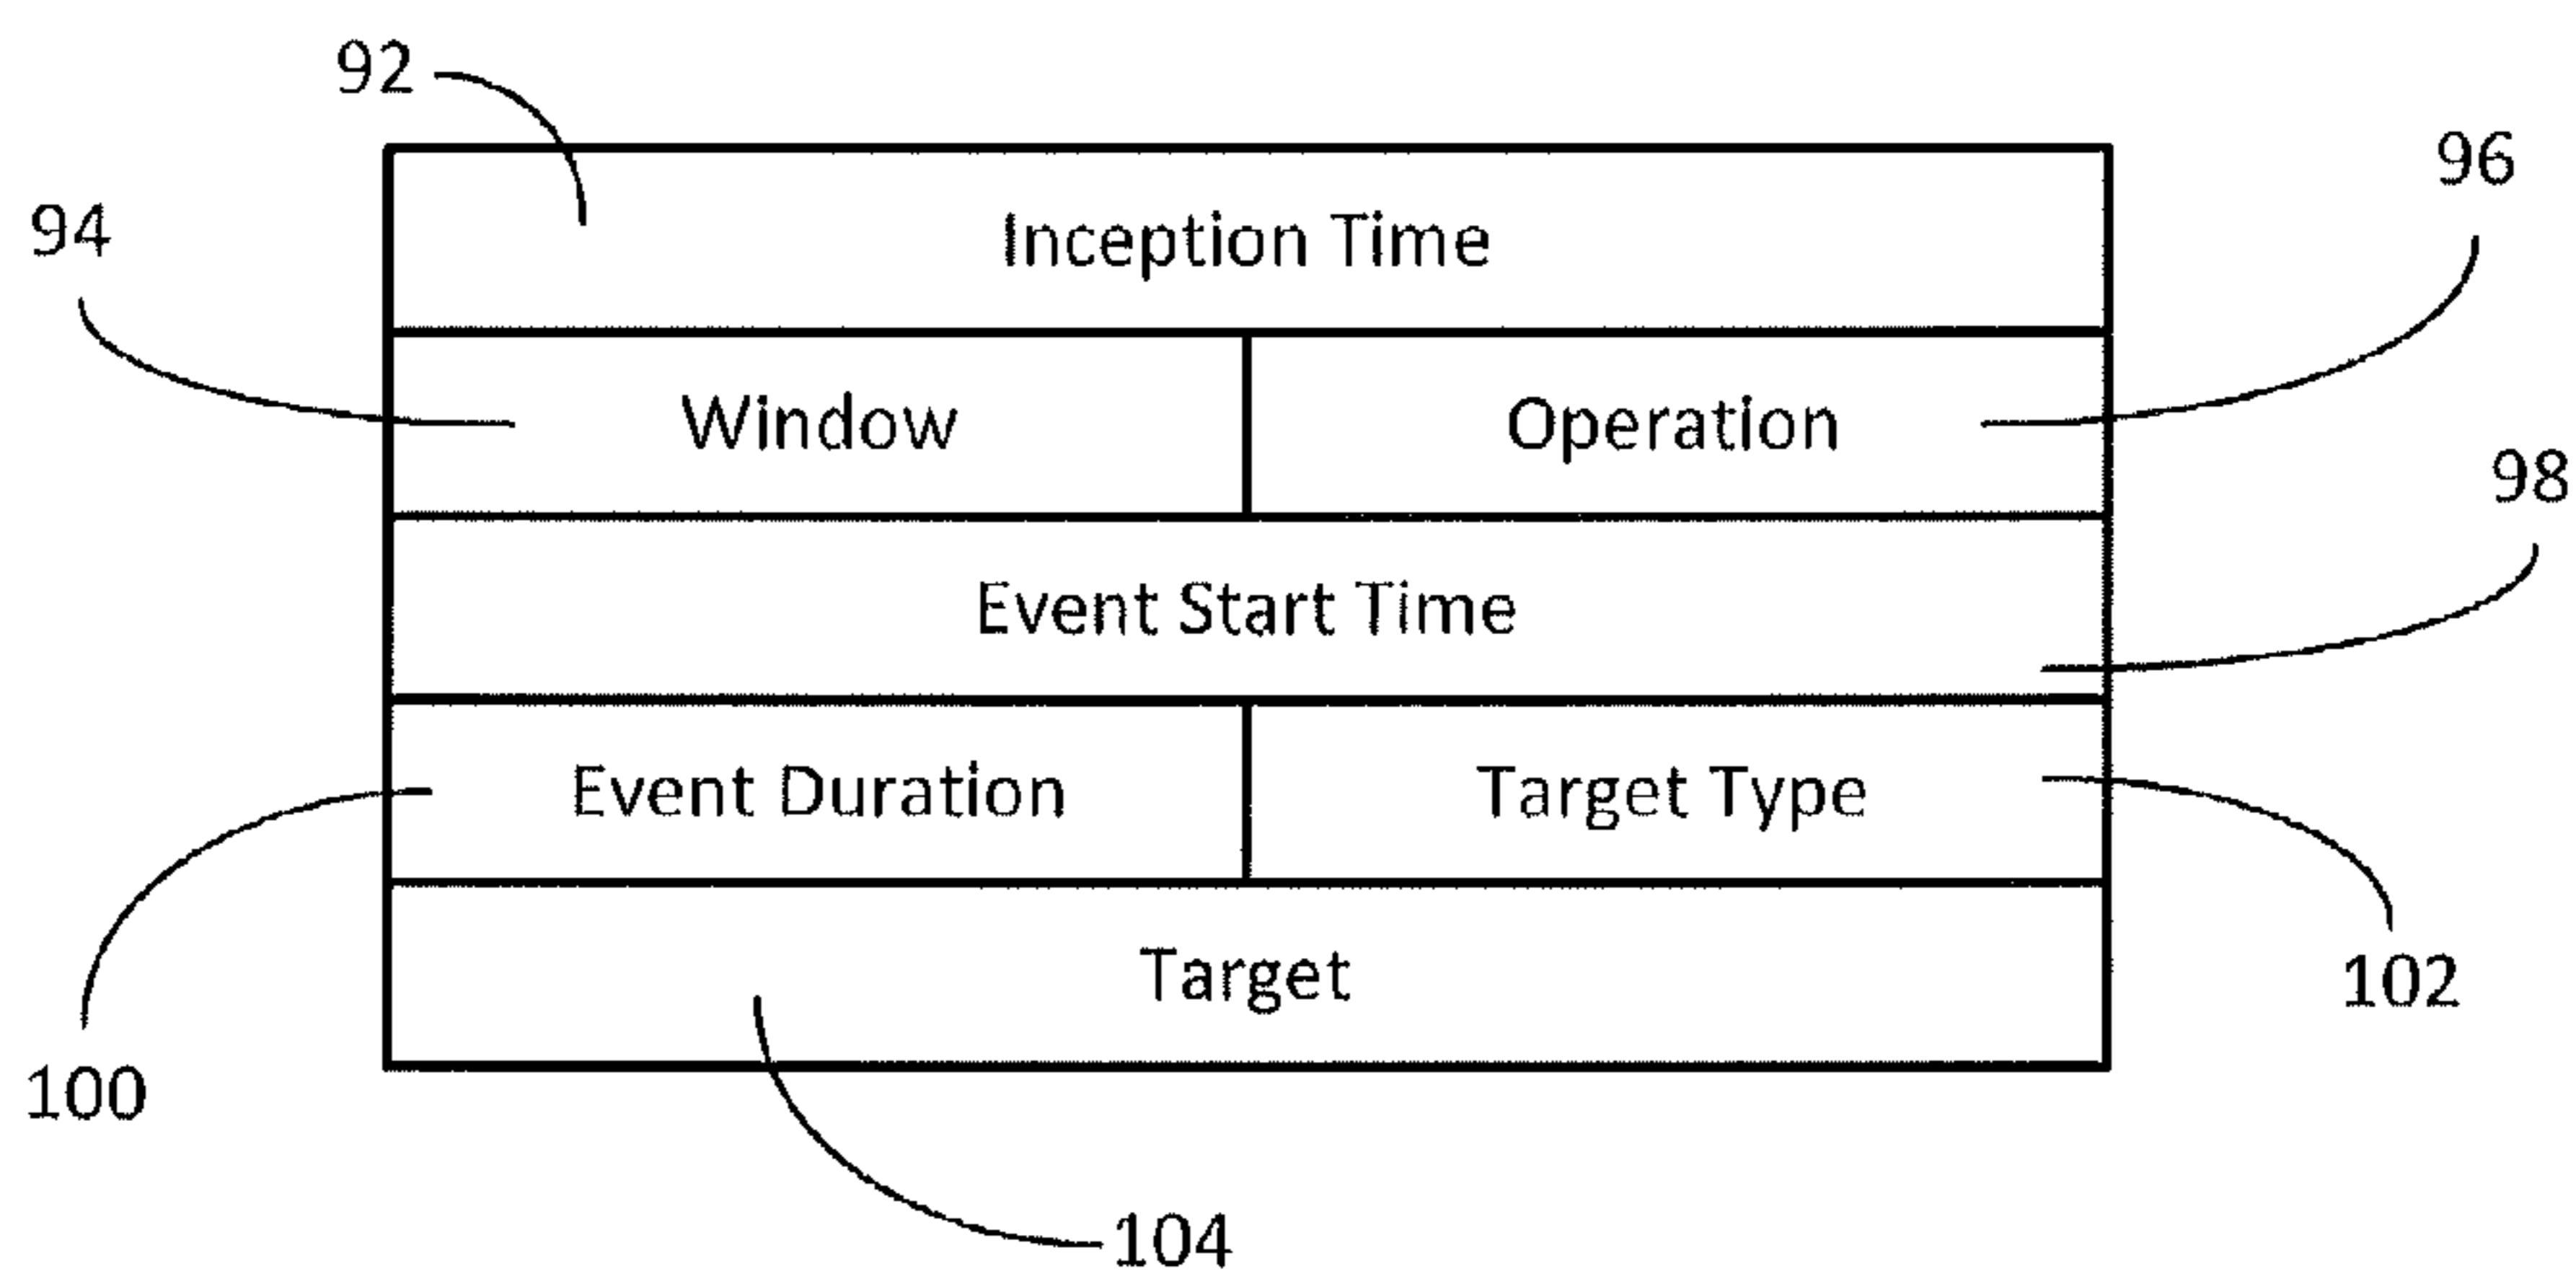 92
96
94
Inception Time
Window Operation
98
Event Start Time
Event Duration Target Type
Target
102
100
104